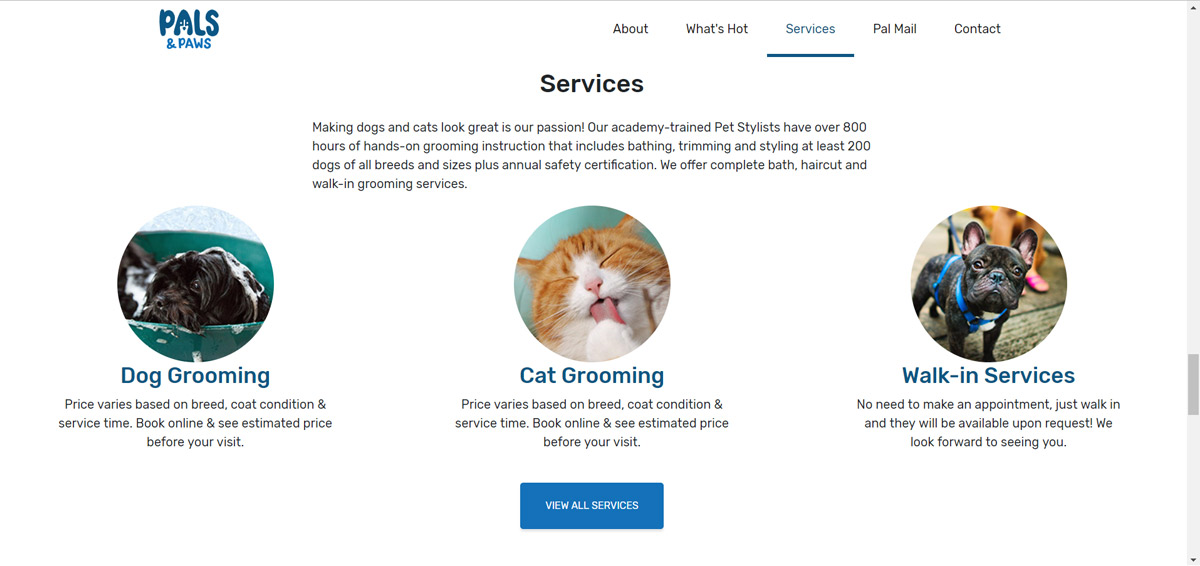 PALS
& PAWS
About
What's Hot
Services
Pal Mail
Contact
Services
Making dogs and cats look great is our passion! Our academy-trained Pet Stylists have over 800
hours of hands-on grooming instruction that includes bathing, trimming and styling at least 200
dogs of all breeds and sizes plus annual safety certification. We offer complete bath, haircut and
walk-in grooming services.
Dog Grooming
Price varies based on breed, coat condition &
service time. Book online & see estimated price
before your visit.
Cat Grooming
Price varies based on breed, coat condition &
service time. Book online & see estimated price
before your visit.
Walk-in Services
No need to make an appointment, just walk in
and they will be available upon request! We
look forward to seeing you.
VIEW ALL SERVICES